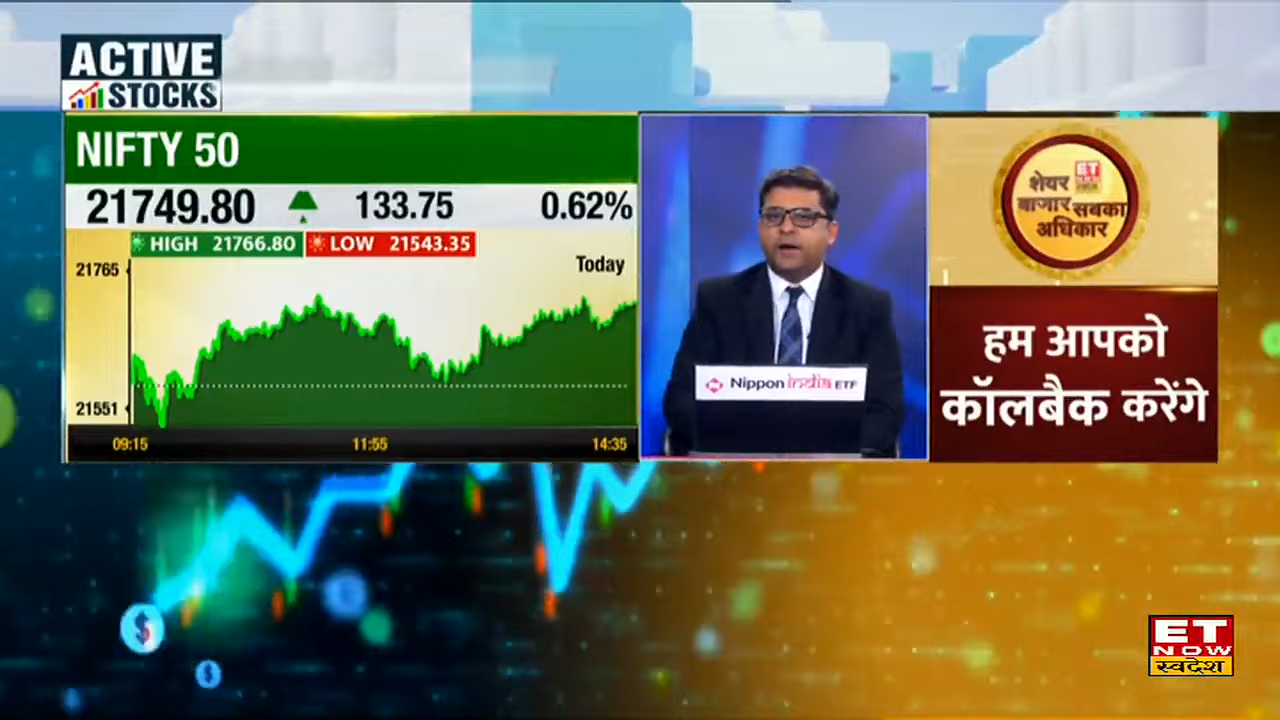 ACTIVE
STOCKS
NIFTY 50
21749.80 133.75 0.62%
HIGH 21766.80 LOW 21543.35
Today
21765
21551
09:15 11:55 14:35
Nippon india ETF
ET
NOW
शेयर
बाजार सबका
अधिकार
हम आपको
कॉलबैक करेंगे
ET
NOW
स्वदेश